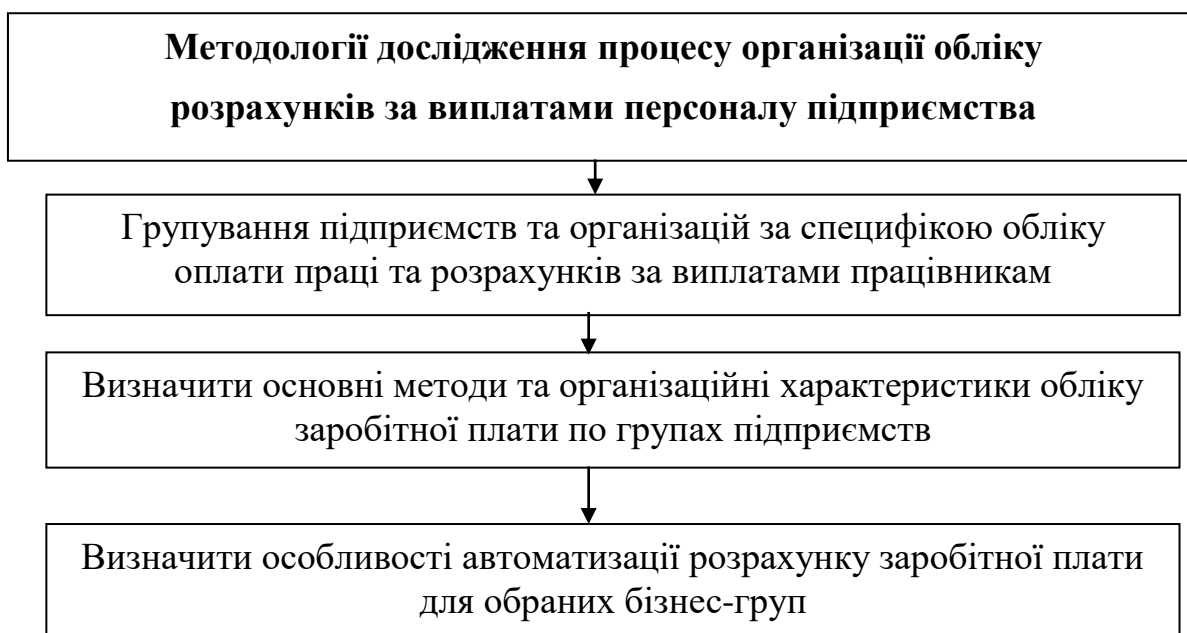 Методології дослідження процесу організації обліку
розрахунків за виплатами персоналу підприємства
Групування підприємств та організацій за специфікою обліку
оплати праці та розрахунків за виплатами працівникам
Визначити основні методи та організаційні характеристики обліку
заробітної плати по групах підприємств
Визначити особливості автоматизації розрахунку заробітної плати
для обраних бізнес-груп